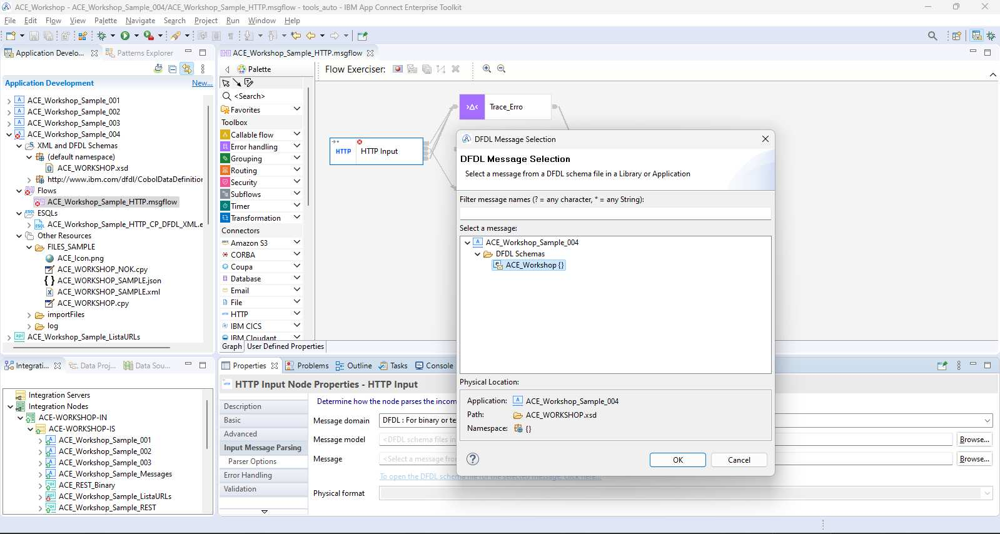 ACE_Workshop - ACE_Workshop_Sample_004/ACE_Workshop_Sample_HTTP.msgflow - tools_auto - IBM App Connect Enterprise Toolkit
File Edit Flow View Palette Navigate Search Project Run Window Help
Application Develo...
Patterns Explorer
Application Development
New...
ACE_Workshop_Sample_001
ACE_Workshop_Sample_002
ACE_Workshop_Sample_003
ACE_Workshop_Sample_004
XML and DFDL Schemas
(default namespace)
ACE_WORKSHOP.xsd
http://www.ibm.com/dfdl/CobolDataDefinition
Flows
ACE_Workshop_Sample_HTTP.msgflow
ESQLs
ACE_Workshop_Sample_HTTP_CP_DFDL_XML.e
Other Resources
FILES_SAMPLE
ACE_Icon.png
ACE_WORKSHOP_NOK.cpy
ACE_WORKSHOP_SAMPLE.json
ACE_WORKSHOP_SAMPLE.xml
ACE_WORKSHOP.cpy
importFiles
log
ACE_Workshop_Sample_ListaURLs
ACE_Workshop_Sample_HTTP.msgflow
Palette
<Search>
Favorites
Toolbox
Callable flow
Error handling
Grouping
Routing
Security
Subflows
Timer
Transformation
Connectors
Amazon S3
CORBA
Coupa
Database
Email
File
HTTP
IBM CICS
IBM Cloudant
Graph
User Defined Properties
Flow Exerciser:
Trace_Erro
HTTP
HTTP Input
DFDL Message Selection
DFDL Message Selection
Select a message from a DFDL schema file in a Library or Application
Filter message names (? = any character, * = any String):
Select a message:
ACE_Workshop_Sample_004
DFDL Schemas
ACE_Workshop {}
Physical Location:
Application: ACE_Workshop_Sample_004
Path: ACE_WORKSHOP.xsd
Namespace: {}
OK
Cancel
Integrati...
Data Proj...
Data Sou...
Integration Servers
Integration Nodes
ACE-WORKSHOP-IN
ACE-WORKSHOP-IS
ACE_Workshop_Sample_001
ACE_Workshop_Sample_002
ACE_Workshop_Sample_003
ACE_Workshop_Sample_Messages
ACE_REST_Binary
ACE_Workshop_Sample_ListaURLs
ACE_Workshop_Sample_REST
Properties
Problems
Outline
Tasks
Console
HTTP Input Node Properties - HTTP Input
Description
Basic
Advanced
Input Message Parsing
Parser Options
Error Handling
Validation
Determine how the node parses the incom
Message domain DFDL : For binary or te
Message model <DFDL schema files in Browse...
Message <Select a message fro Browse...
To open the DFDL schema file for the selected message, click here...
Physical format